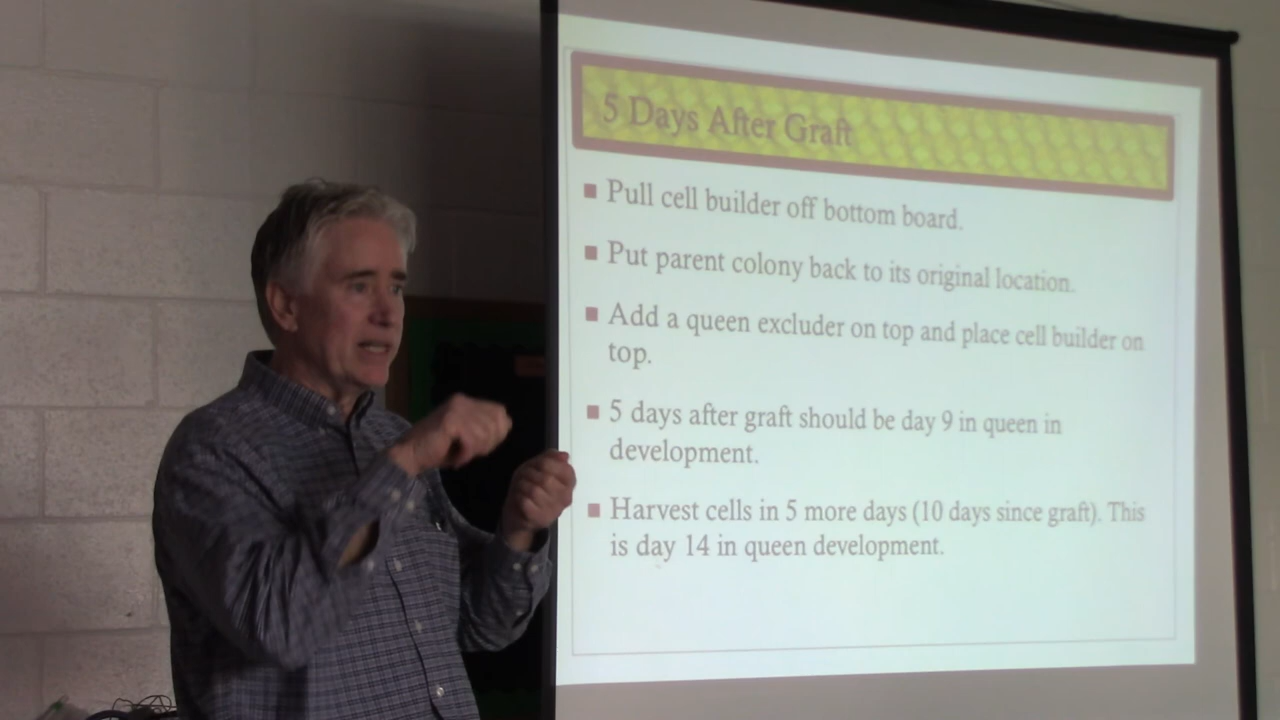 5 Days After Graft
Pull cell builder off bottom board.
Put parent colony back to its original location.
Add a queen excluder on top and place cell builder on
top.
5 days after graft should be day 9 in queen in
development.
Harvest cells in 5 more days (10 days since graft). This
is day 14 in queen development.